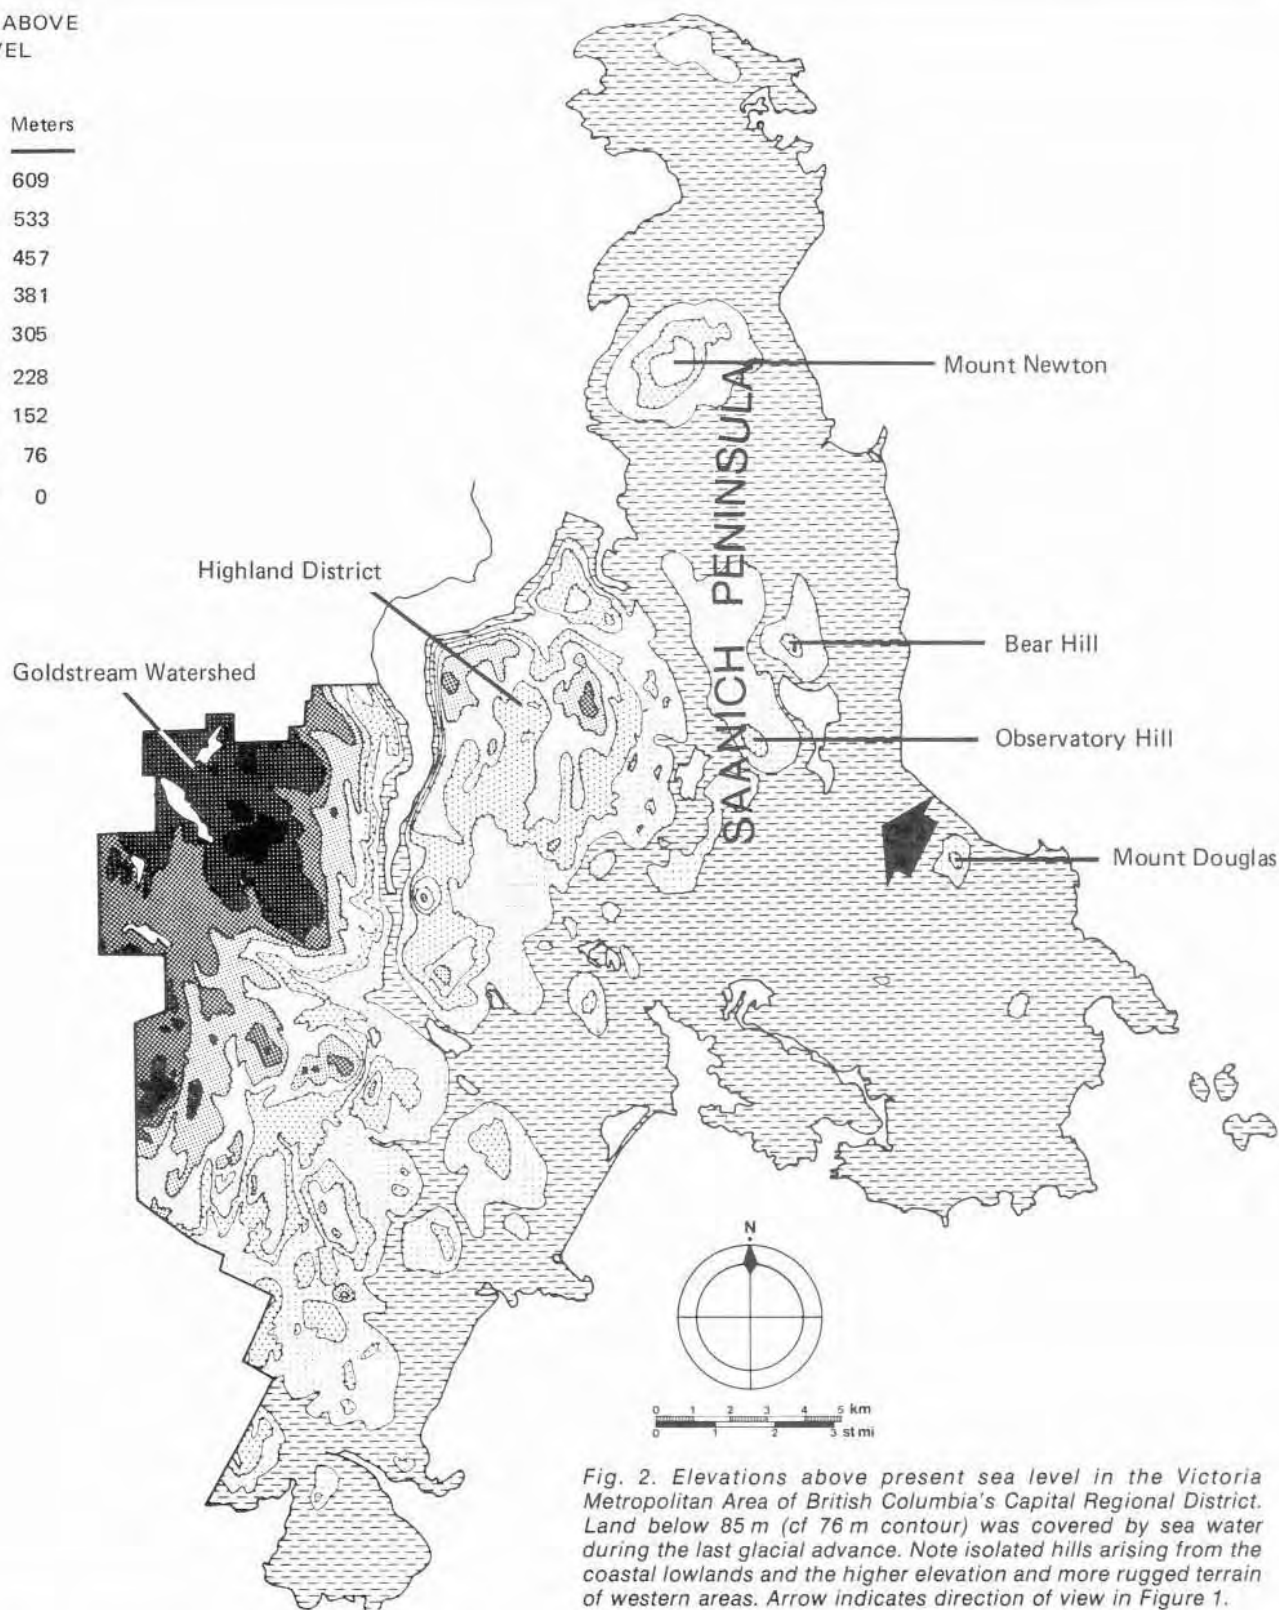 ABOVE
VEL
Meters
609
533
457
381
305
228
152
76
0
Mount Newton
SAANICH PENINSULA
Highland District
Bear Hill
Goldstream Watershed
Observatory Hill
Mount Douglas
N
0 1 2 3 4 5 km
0 1 2 3 st mi
Fig. 2. Elevations above present sea level in the Victoria
Metropolitan Area of British Columbia's Capital Regional District.
Land below 85 m (cf 76 m contour) was covered by sea water
during the last glacial advance. Note isolated hills arising from the
coastal lowlands and the higher elevation and more rugged terrain
of western areas. Arrow indicates direction of view in Figure 1.